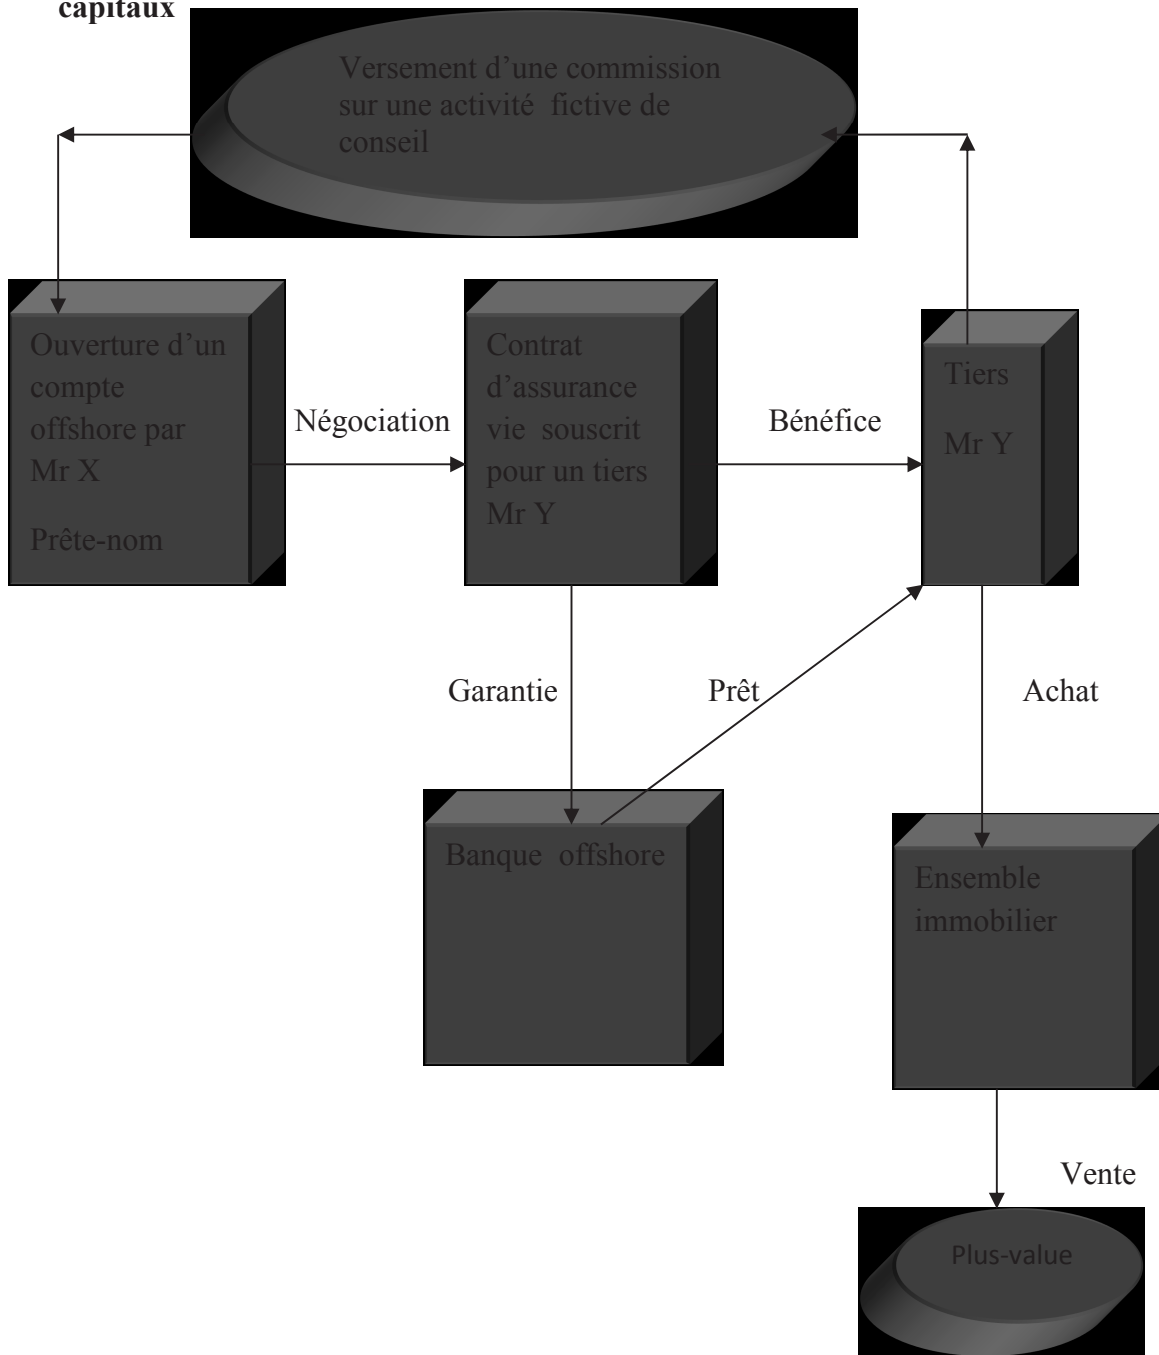 capitaux
Versement d’une commission
sur une activité fictive de
conseil
Ouverture d’un
compte
offshore par
Mr X
Prête-nom
Négociation
Contrat
d’assurance
vie souscrit
pour un tiers
Mr Y
Bénéfice
Tiers
Mr Y
Garantie
Prêt
Achat
Banque offshore
Ensemble
immobilier
Vente
Plus-value